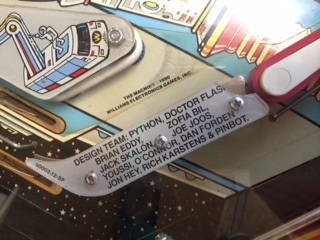 THE MACHINE™ 1990
WILLIAMS ELECTRONICS GAMES, INC.
DESIGN TEAM: PYTHON, DOCTOR FLAS
BRIAN EDDY, ZOFIA BIL
JACK SKALON, JOE JOOS,
YOUSSI, O'CONNOR, DAN FORDEN
JON HEY, RICH KARSTENS & PINBOT.